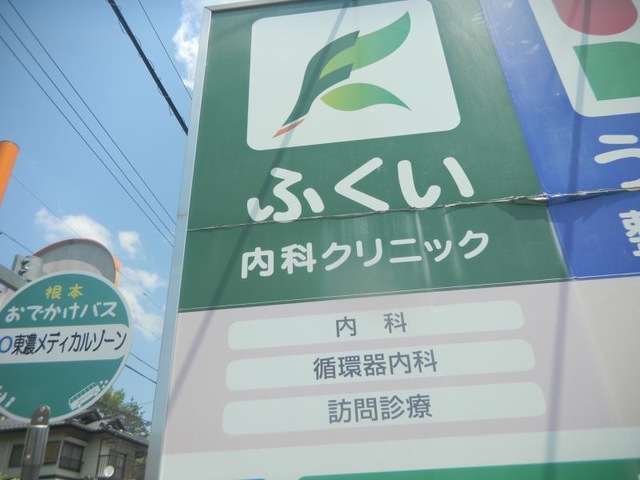 ふくい
内科クリニック
内 科
循環器内科
訪問診療
根本
おでかけバス
東濃メディカルゾーン